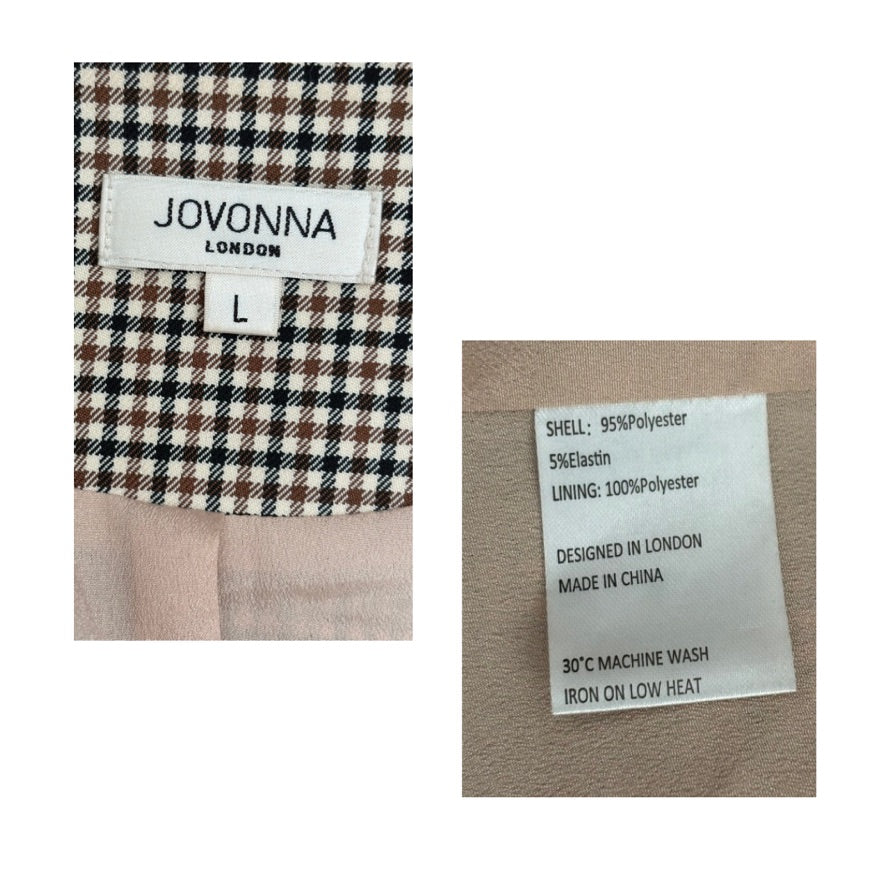 JOVONNA
LONDON
L
SHELL: 95%Polyester
5%Elastin
LINING: 100%Polyester
DESIGNED IN LONDON
MADE IN CHINA
30°C MACHINE WASH
IRON ON LOW HEAT